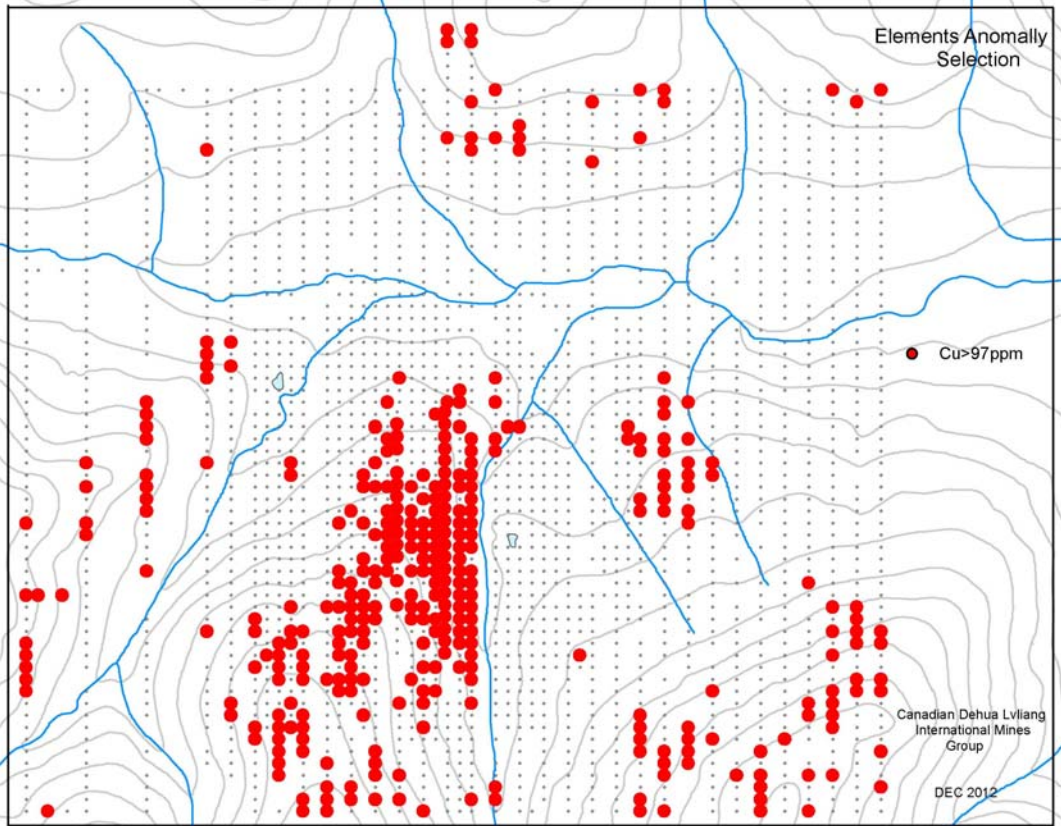 Elements Anomally
Selection
Cu>97ppm
Canadian Dehua Lvliang
International Mines
Group
DEC 2012